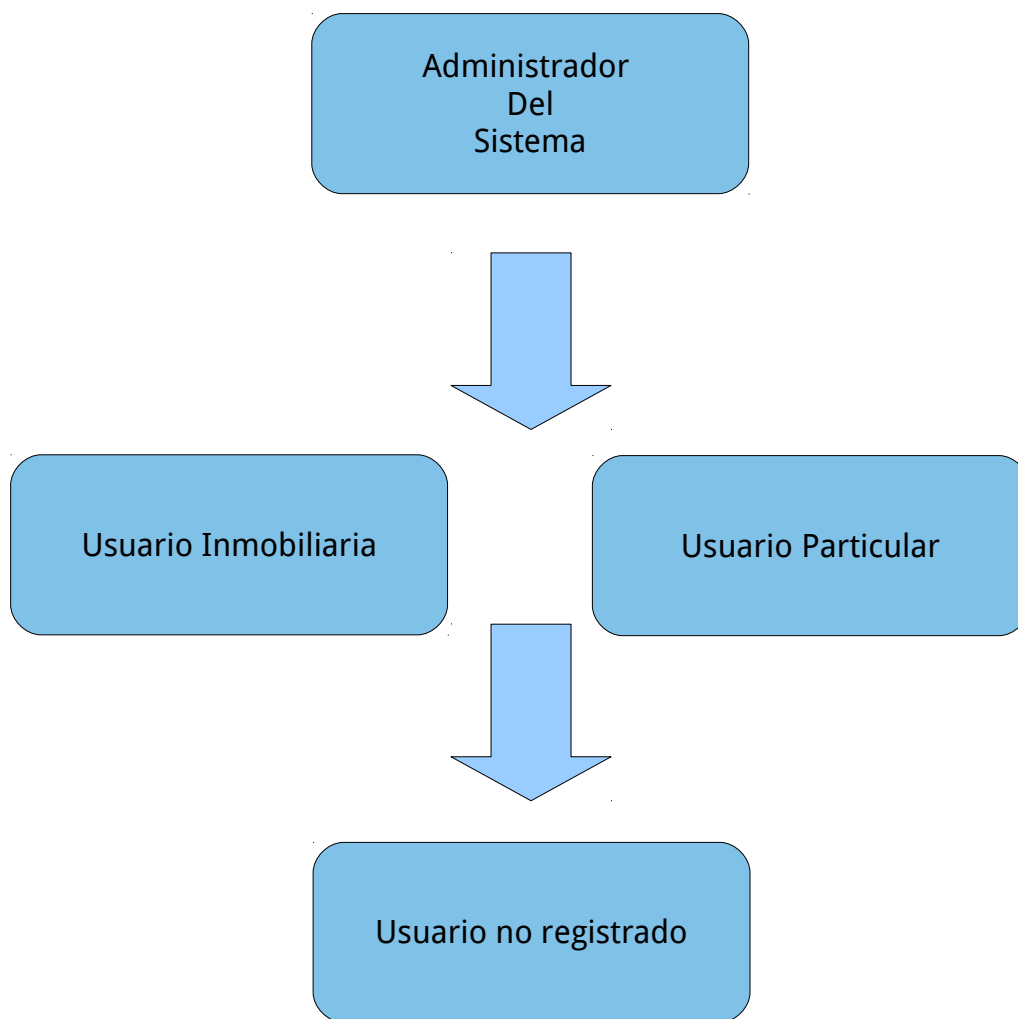 Administrador
Del
Sistema
Usuario Inmobiliaria
Usuario Particular
Usuario no registrado